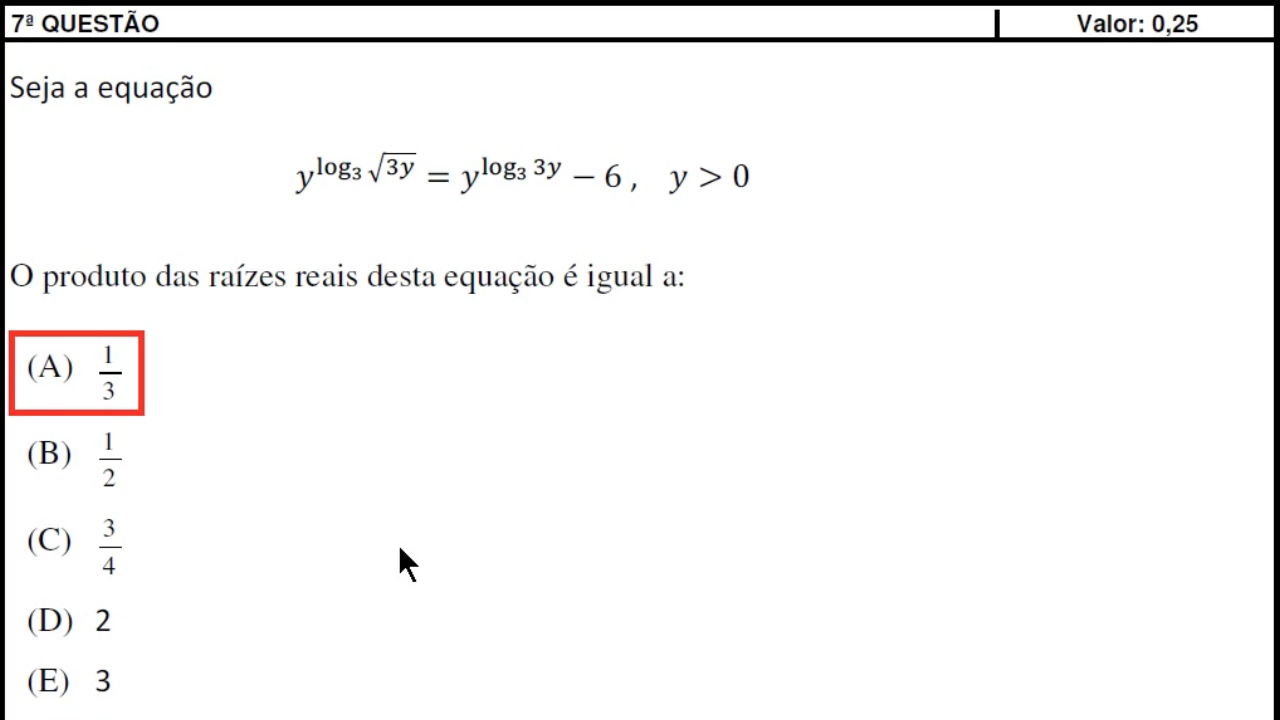 7ª QUESTÃO Valor: 0,25
Seja a equação
y^{log₃ √(3y)} = y^{log₃ 3y} − 6 , y > 0
O produto das raízes reais desta equação é igual a:
(A) 1/3
(B) 1/2
(C) 3/4
(D) 2
(E) 3